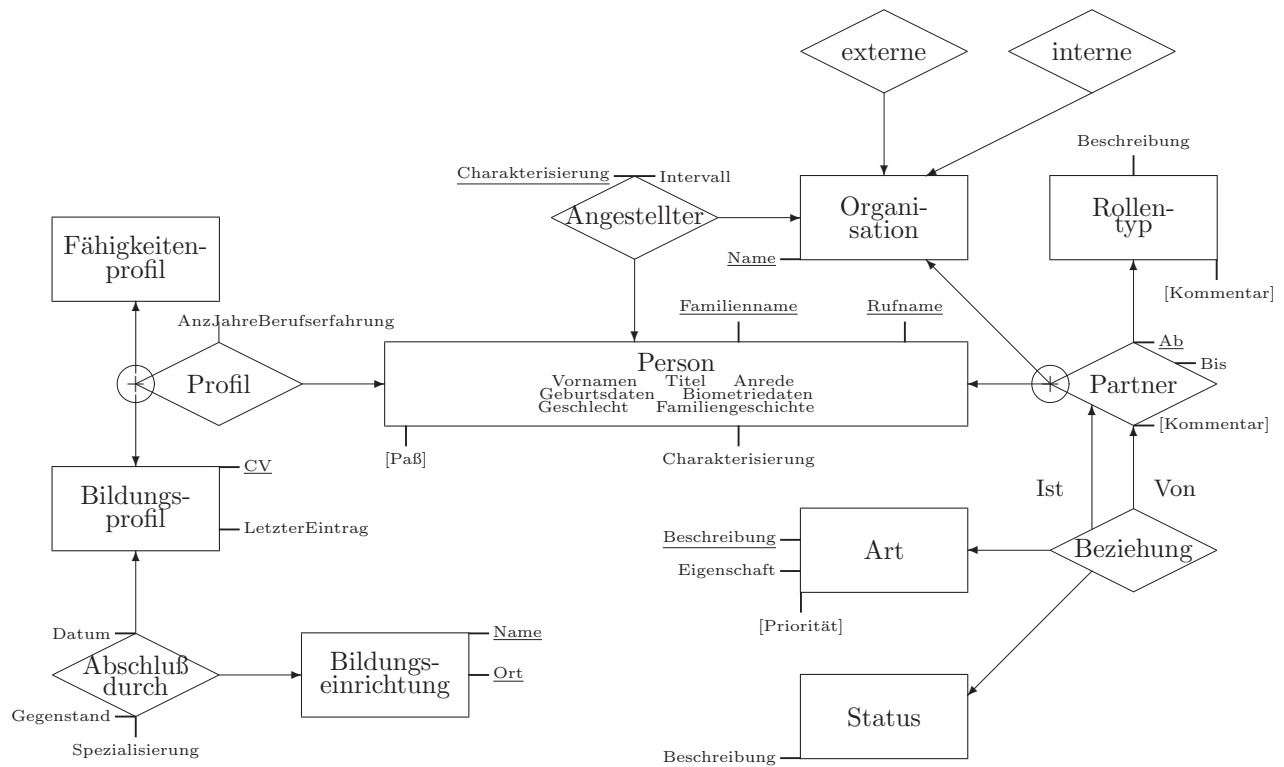 externe
interne
Beschreibung
Charakterisierung
Intervall
Angestellter
Organi-
sation
Rollen-
typ
Fähigkeiten-
profil
Name
[Kommentar]
AnzJahreBerufserfahrung
Familienname
Rufname
Ab
Bis
Profil
Person
Vornamen Titel Anrede
Geburtsdaten Biometriedaten
Geschlecht Familiengeschichte
Partner
[Kommentar]
[Paß]
Charakterisierung
CV
Bildungs-
profil
LetzterEintrag
Ist
Von
Beschreibung
Art
Beziehung
Eigenschaft
[Priorität]
Datum
Abschluß
durch
Gegenstand
Spezialisierung
Bildungs-
einrichtung
Name
Ort
Status
Beschreibung